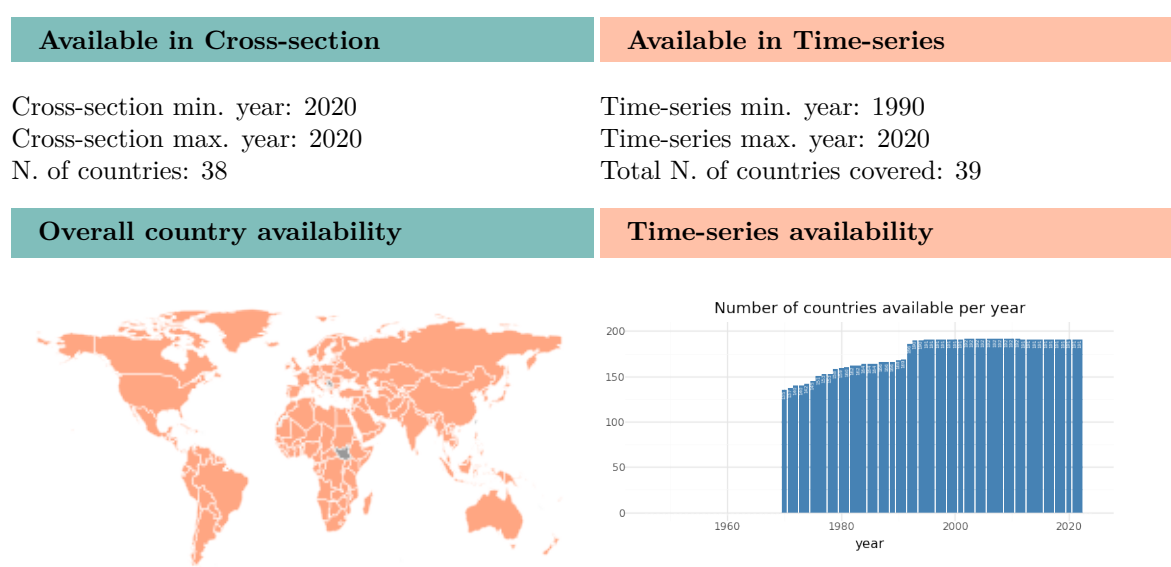 Available in Cross-section
Available in Time-series
Cross-section min. year: 2020
Cross-section max. year: 2020
N. of countries: 38
Time-series min. year: 1990
Time-series max. year: 2020
Total N. of countries covered: 39
Overall country availability
Time-series availability
Number of countries available per year
200
150
100
50
0
1960
1980
2000
2020
year